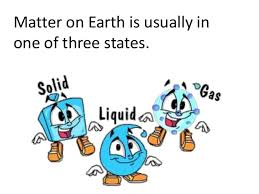 Matter on Earth is usually in
one of three states.
Solid
Liquid
Gas